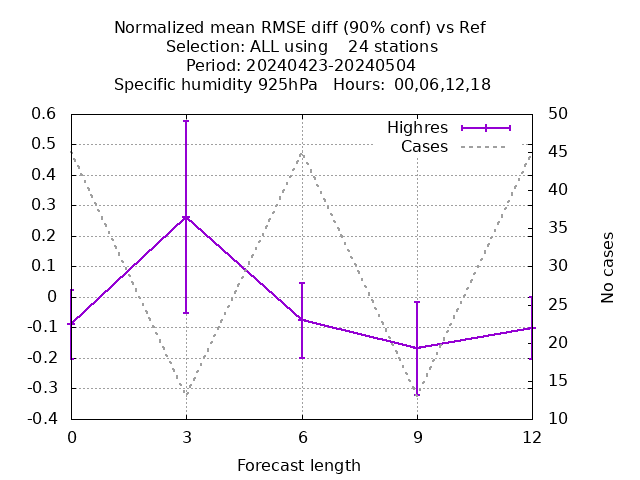 Normalized mean RMSE diff (90% conf) vs Ref
Selection: ALL using 24 stations
Period: 20240423-20240504
Specific humidity 925hPa Hours: 00,06,12,18
Highres
Cases
0.6
0.5
0.4
0.3
0.2
0.1
0
-0.1
-0.2
-0.3
-0.4
50
45
40
35
30
25
20
15
10
No cases
0 3 6 9 12
Forecast length